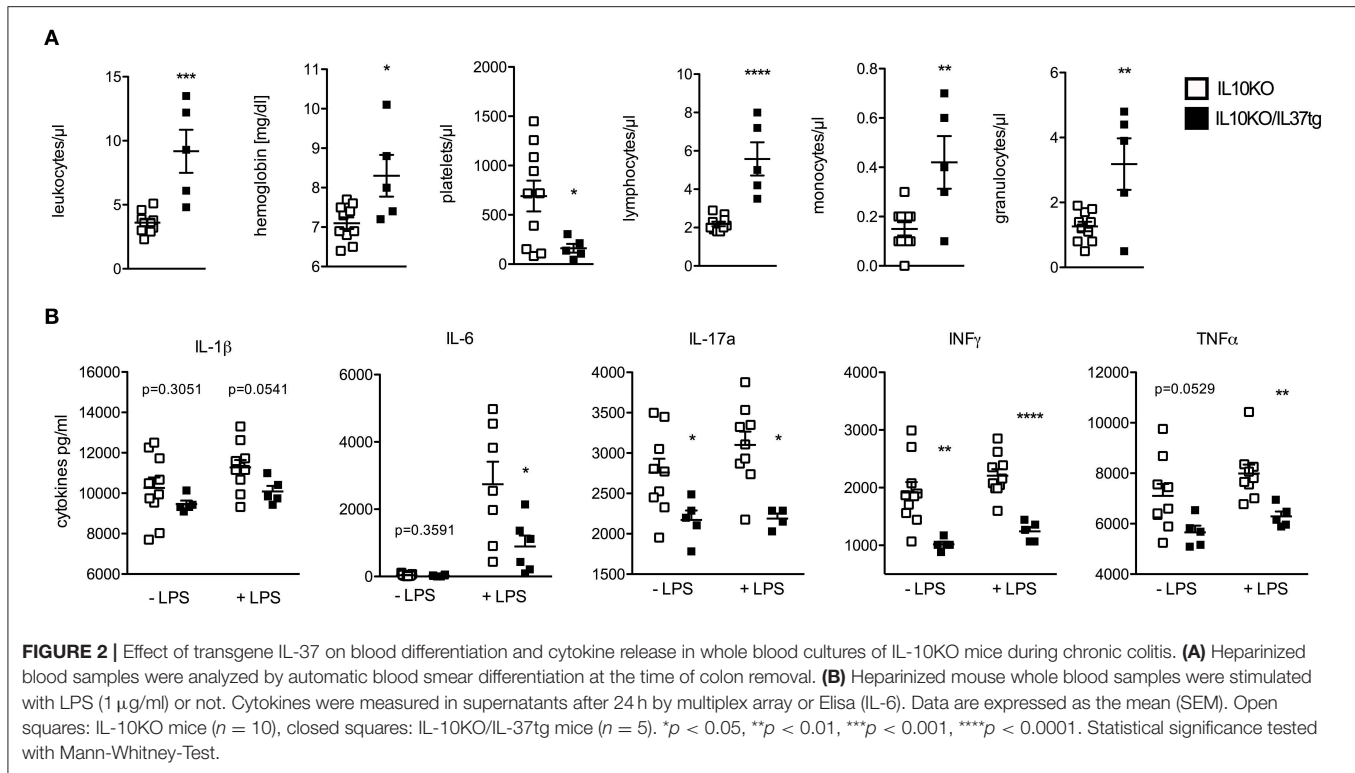 A
leukocytes/µl
15
10
5
0
***
hemoglobin [mg/dl]
11
10
9
8
7
6
*
platelets/µl
2000
1500
1000
500
0
*
lymphocytes/µl
10
8
6
4
2
0
****
monocytes/µl
0.8
0.6
0.4
0.2
0.0
**
granulocytes/µl
6
4
2
0
**
IL10KO
IL10KO/IL37tg
B
cytokines pg/ml
IL-1β
16000
14000
12000
10000
8000
6000
p=0.3051
p=0.0541
- LPS
+ LPS
IL-6
6000
4000
2000
0
p=0.3591
*
- LPS
+ LPS
IL-17a
4000
3500
3000
2500
2000
1500
*
*
- LPS
+ LPS
INFγ
4000
3000
2000
1000
**
****
- LPS
+ LPS
TNFα
12000
10000
8000
6000
4000
p=0.0529
**
- LPS
+ LPS
FIGURE 2 | Effect of transgene IL-37 on blood differentiation and cytokine release in whole blood cultures of IL-10KO mice during chronic colitis. (A) Heparinized
blood samples were analyzed by automatic blood smear differentiation at the time of colon removal. (B) Heparinized mouse whole blood samples were stimulated
with LPS (1 µg/ml) or not. Cytokines were measured in supernatants after 24 h by multiplex array or Elisa (IL-6). Data are expressed as the mean (SEM). Open
squares: IL-10KO mice (n = 10), closed squares: IL-10KO/IL-37tg mice (n = 5). *p < 0.05, **p < 0.01, ***p < 0.001, ****p < 0.0001. Statistical significance tested
with Mann-Whitney-Test.